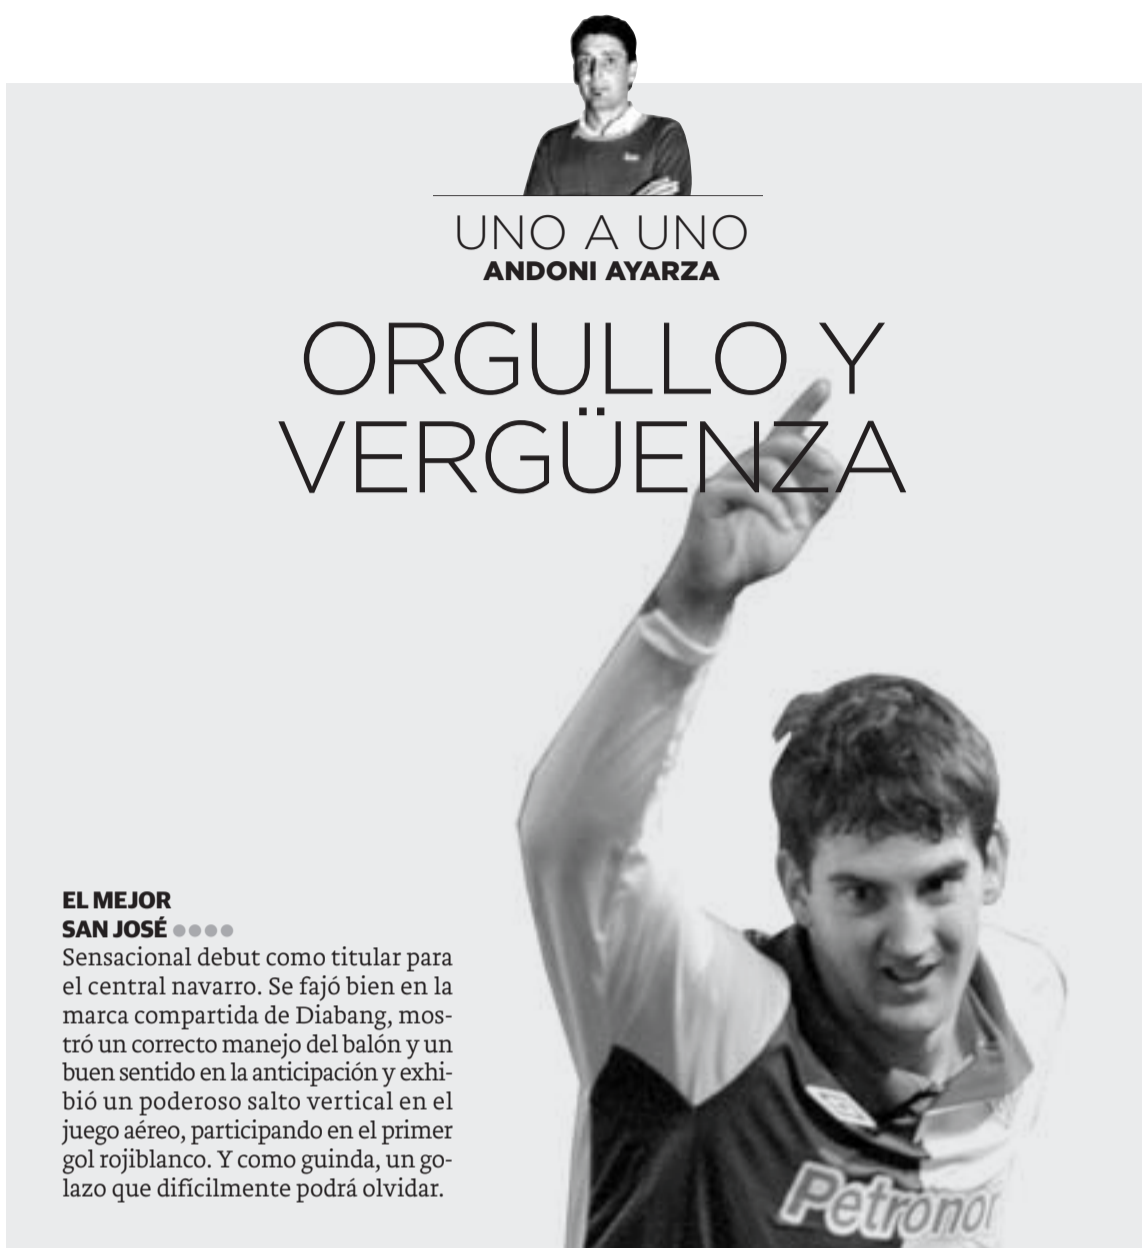 UNO A UNO
ANDONI AYARZA
ORGULLO Y
VERGÜENZA
EL MEJOR
SAN JOSÉ ●●●●
Sensacional debut como titular para
el central navarro. Se fajó bien en la
marca compartida de Diabang, mos-
tró un correcto manejo del balón y un
buen sentido en la anticipación y exhi-
bió un poderoso salto vertical en el
juego aéreo, participando en el primer
gol rojiblanco. Y como guinda, un go-
lazo que difícilmente podrá olvidar.
Petronor